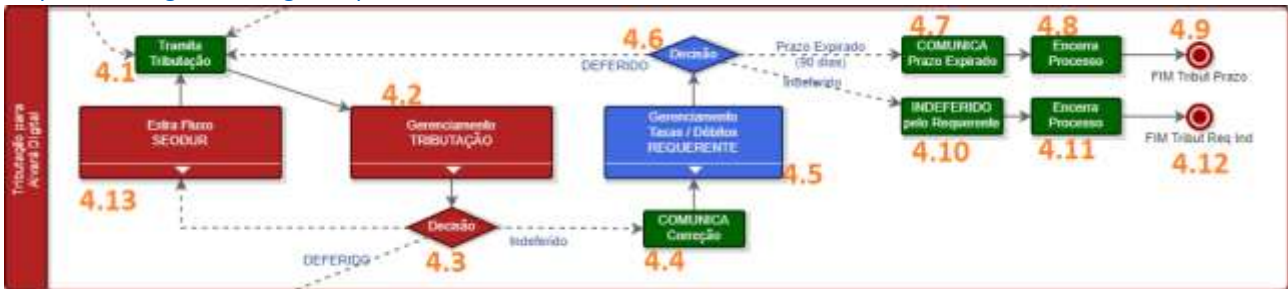 Tributação para
Alvará Digital
Tramita
Tributação
4.1
4.2
4.6
Decisão
DEFERIDO
Prazo Expirado
(90 dias)
Indeferido
4.7
COMUNICA
Prazo Expirado
4.8
Encerra
Processo
4.9
FIM Tribut Prazo
Extra Fluxo
SEODUR
4.13
Gerenciamento
TRIBUTAÇÃO
Gerenciamento
Taxas / Débitos
REQUERENTE
4.5
INDEFERIDO
pelo Requerente
4.10
Encerra
Processo
4.11
FIM Tribut Req Ind
4.12
Decisão
4.3
DEFERIDO
Indeferido
COMUNICA
Correção
4.4